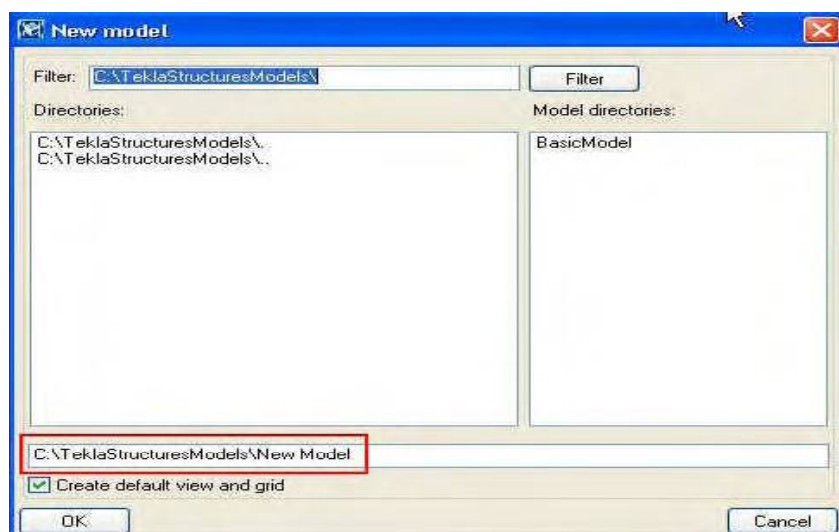 New model
Filter: C:\TeklaStructuresModels\ Filter
Directories: Model directories:
C:\TeklaStructuresModels\. BasicModel
C:\TeklaStructuresModels\..
C:\TeklaStructuresModels\New Model
Create default view and grid
OK Cancel